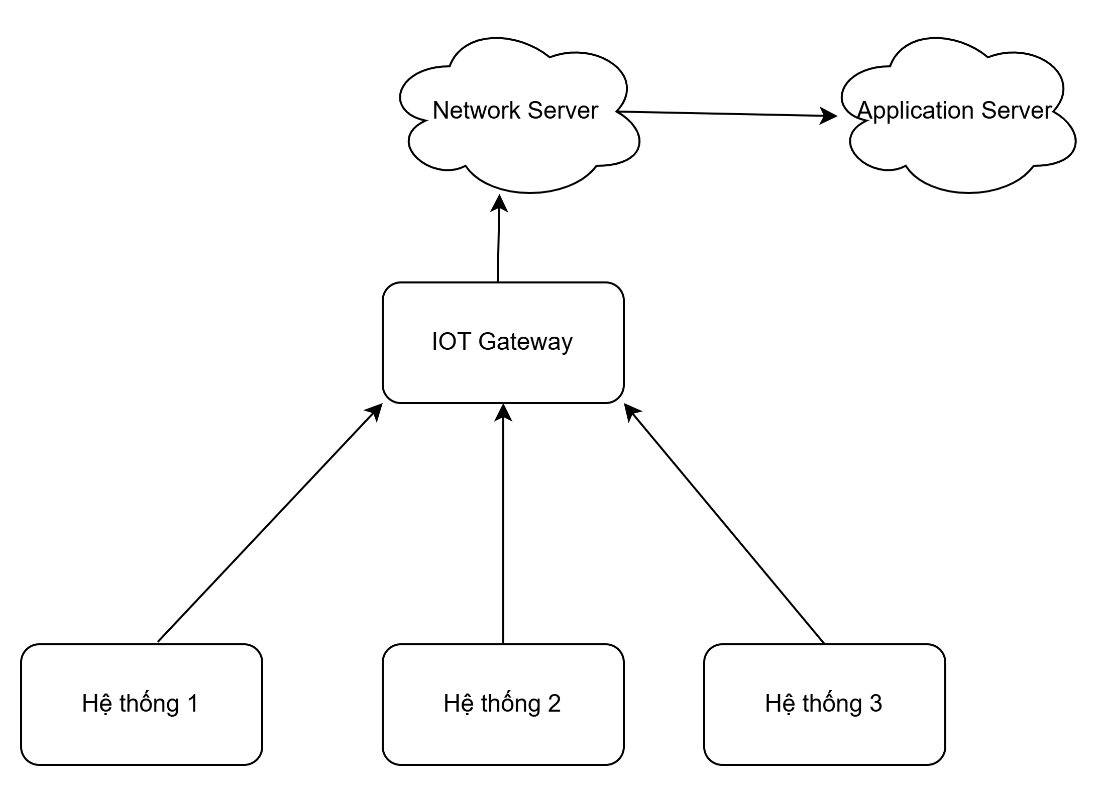 Network Server
Application Server
IOT Gateway
Hệ thống 1
Hệ thống 2
Hệ thống 3